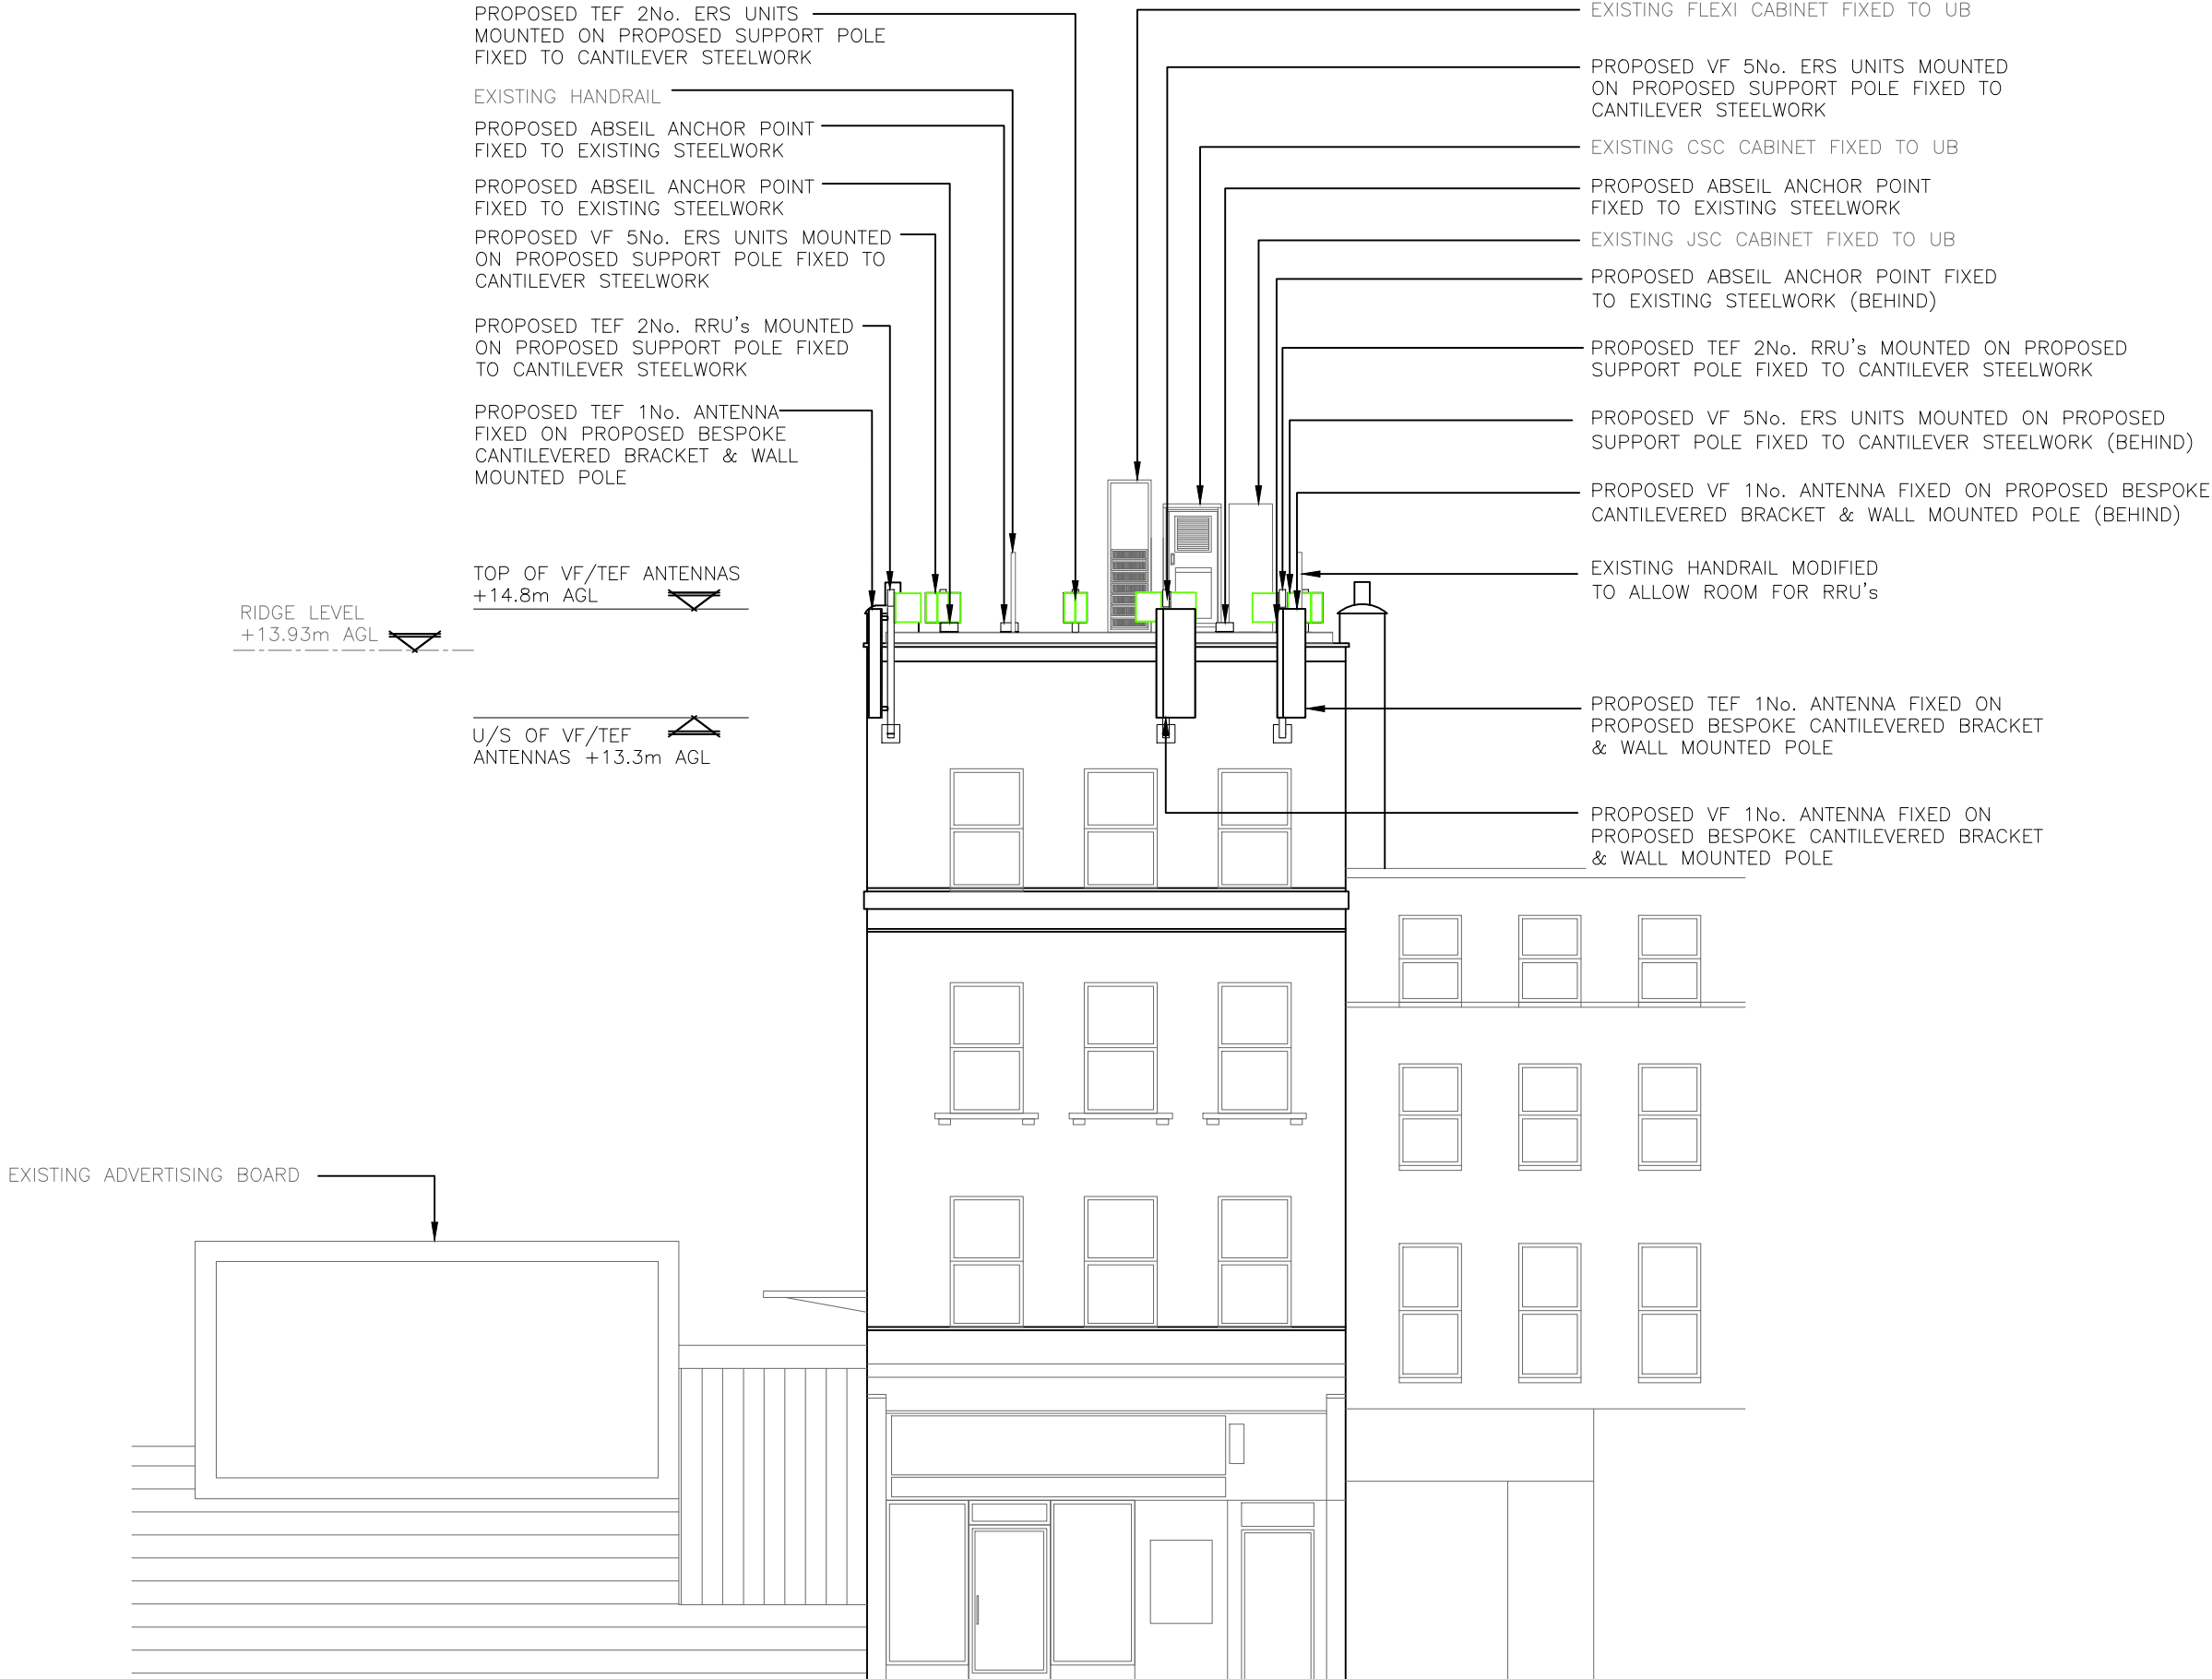 PROPOSED TEF 2No. ERS UNITS
MOUNTED ON PROPOSED SUPPORT POLE
FIXED TO CANTILEVER STEELWORK
EXISTING HANDRAIL
PROPOSED ABSEIL ANCHOR POINT
FIXED TO EXISTING STEELWORK
PROPOSED ABSEIL ANCHOR POINT
FIXED TO EXISTING STEELWORK
PROPOSED VF 5No. ERS UNITS MOUNTED
ON PROPOSED SUPPORT POLE FIXED TO
CANTILEVER STEELWORK
PROPOSED TEF 2No. RRU's MOUNTED
ON PROPOSED SUPPORT POLE FIXED
TO CANTILEVER STEELWORK
PROPOSED TEF 1No. ANTENNA
FIXED ON PROPOSED BESPOKE
CANTILEVERED BRACKET & WALL
MOUNTED POLE
TOP OF VF/TEF ANTENNAS
+14.8m AGL
RIDGE LEVEL
+13.93m AGL
U/S OF VF/TEF
ANTENNAS +13.3m AGL
EXISTING ADVERTISING BOARD
EXISTING FLEXI CABINET FIXED TO UB
PROPOSED VF 5No. ERS UNITS MOUNTED
ON PROPOSED SUPPORT POLE FIXED TO
CANTILEVER STEELWORK
EXISTING CSC CABINET FIXED TO UB
PROPOSED ABSEIL ANCHOR POINT
FIXED TO EXISTING STEELWORK
EXISTING JSC CABINET FIXED TO UB
PROPOSED ABSEIL ANCHOR POINT FIXED
TO EXISTING STEELWORK (BEHIND)
PROPOSED TEF 2No. RRU's MOUNTED ON PROPOSED
SUPPORT POLE FIXED TO CANTILEVER STEELWORK
PROPOSED VF 5No. ERS UNITS MOUNTED ON PROPOSED
SUPPORT POLE FIXED TO CANTILEVER STEELWORK (BEHIND)
PROPOSED VF 1No. ANTENNA FIXED ON PROPOSED BESPOKE
CANTILEVERED BRACKET & WALL MOUNTED POLE (BEHIND)
EXISTING HANDRAIL MODIFIED
TO ALLOW ROOM FOR RRU's
PROPOSED TEF 1No. ANTENNA FIXED ON
PROPOSED BESPOKE CANTILEVERED BRACKET
& WALL MOUNTED POLE
PROPOSED VF 1No. ANTENNA FIXED ON
PROPOSED BESPOKE CANTILEVERED BRACKET
& WALL MOUNTED POLE